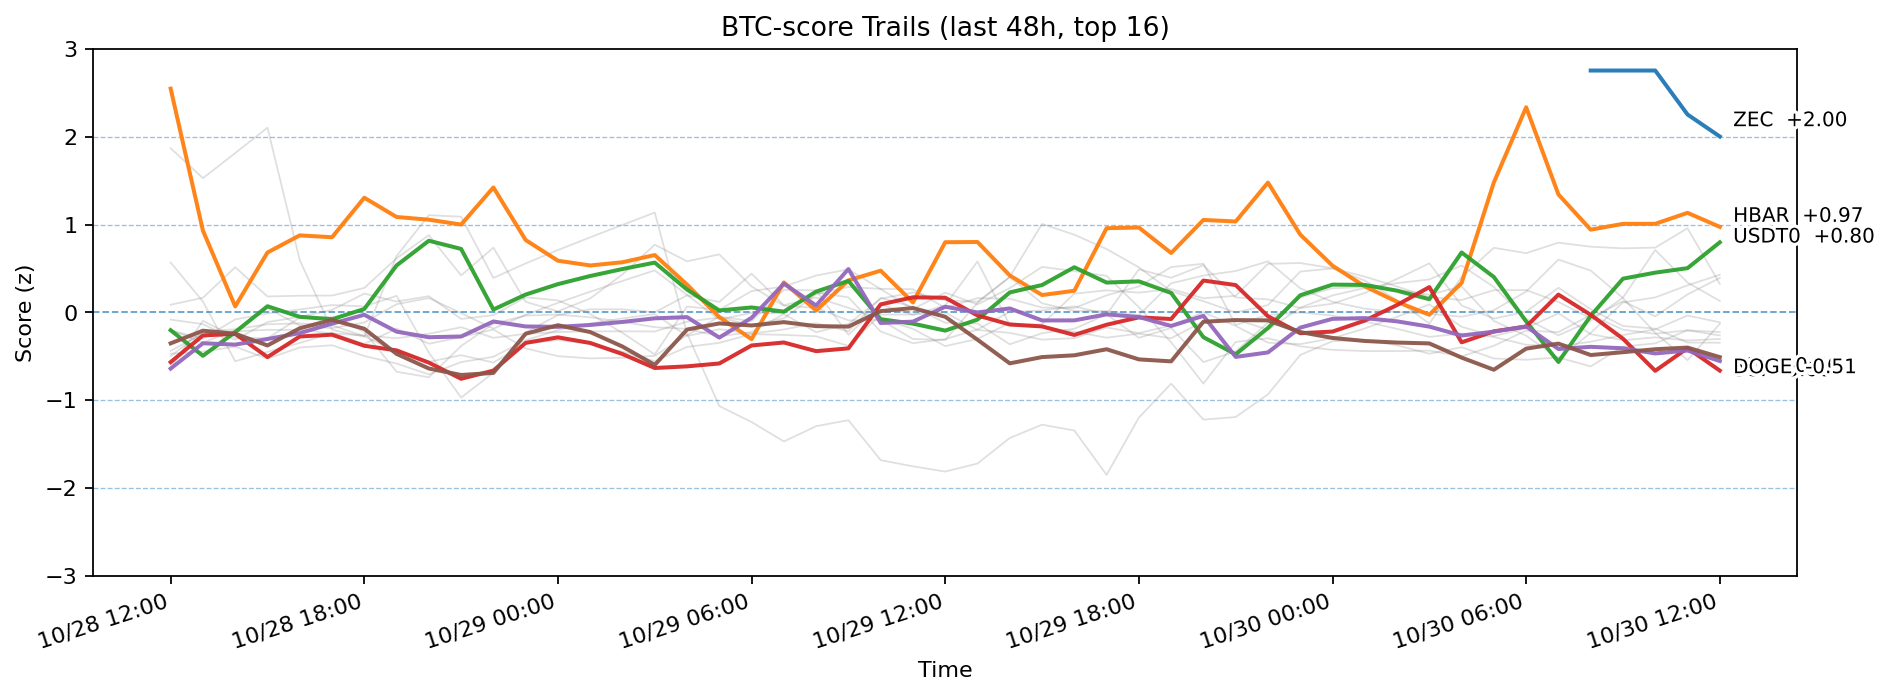 BTC-score Trails (last 48h, top 16)
3
2
1
0
−1
−2
−3
Score (z)
ZEC +2.00
HBAR +0.97
USDT0 +0.80
DOGE -0.51
10/28 12:00
10/28 18:00
10/29 00:00
10/29 06:00
10/29 12:00
10/29 18:00
10/30 00:00
10/30 06:00
10/30 12:00
Time